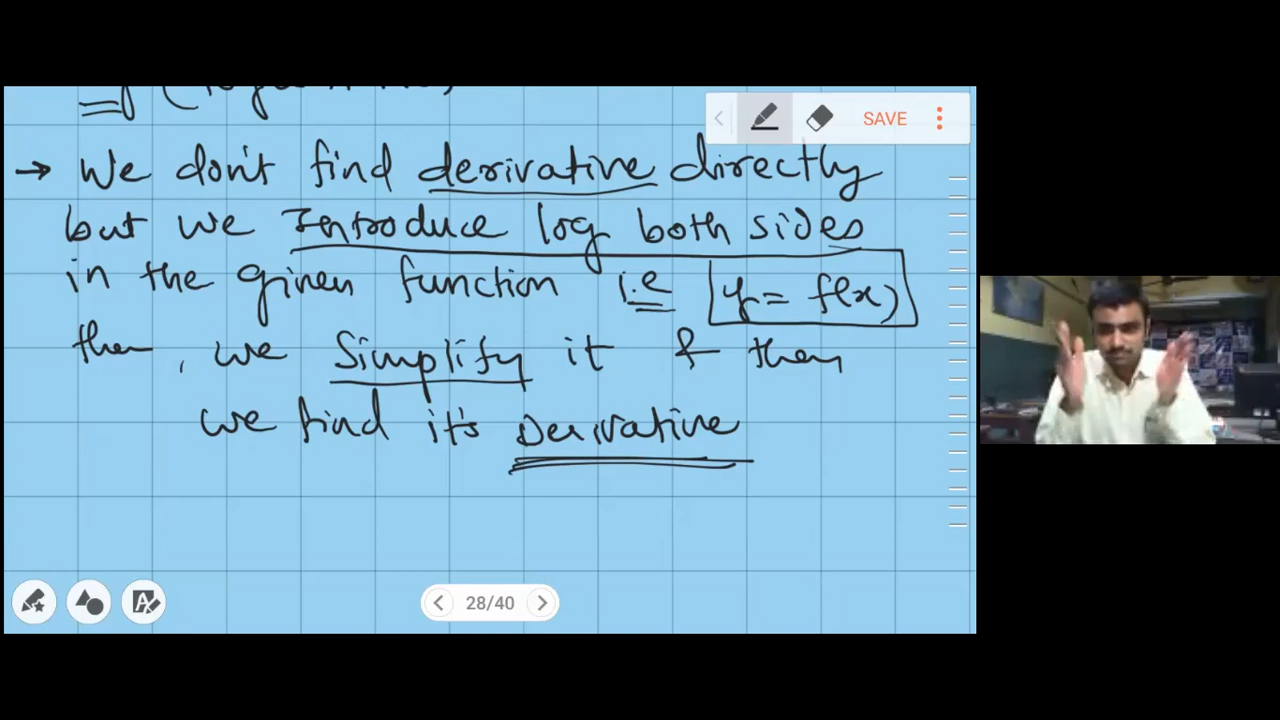 SAVE
→ We don't find derivative directly
but we Introduce log both sides
in the given function i.e y = f(x)
then, we Simplify it & then
we find it's Derivative
28/40